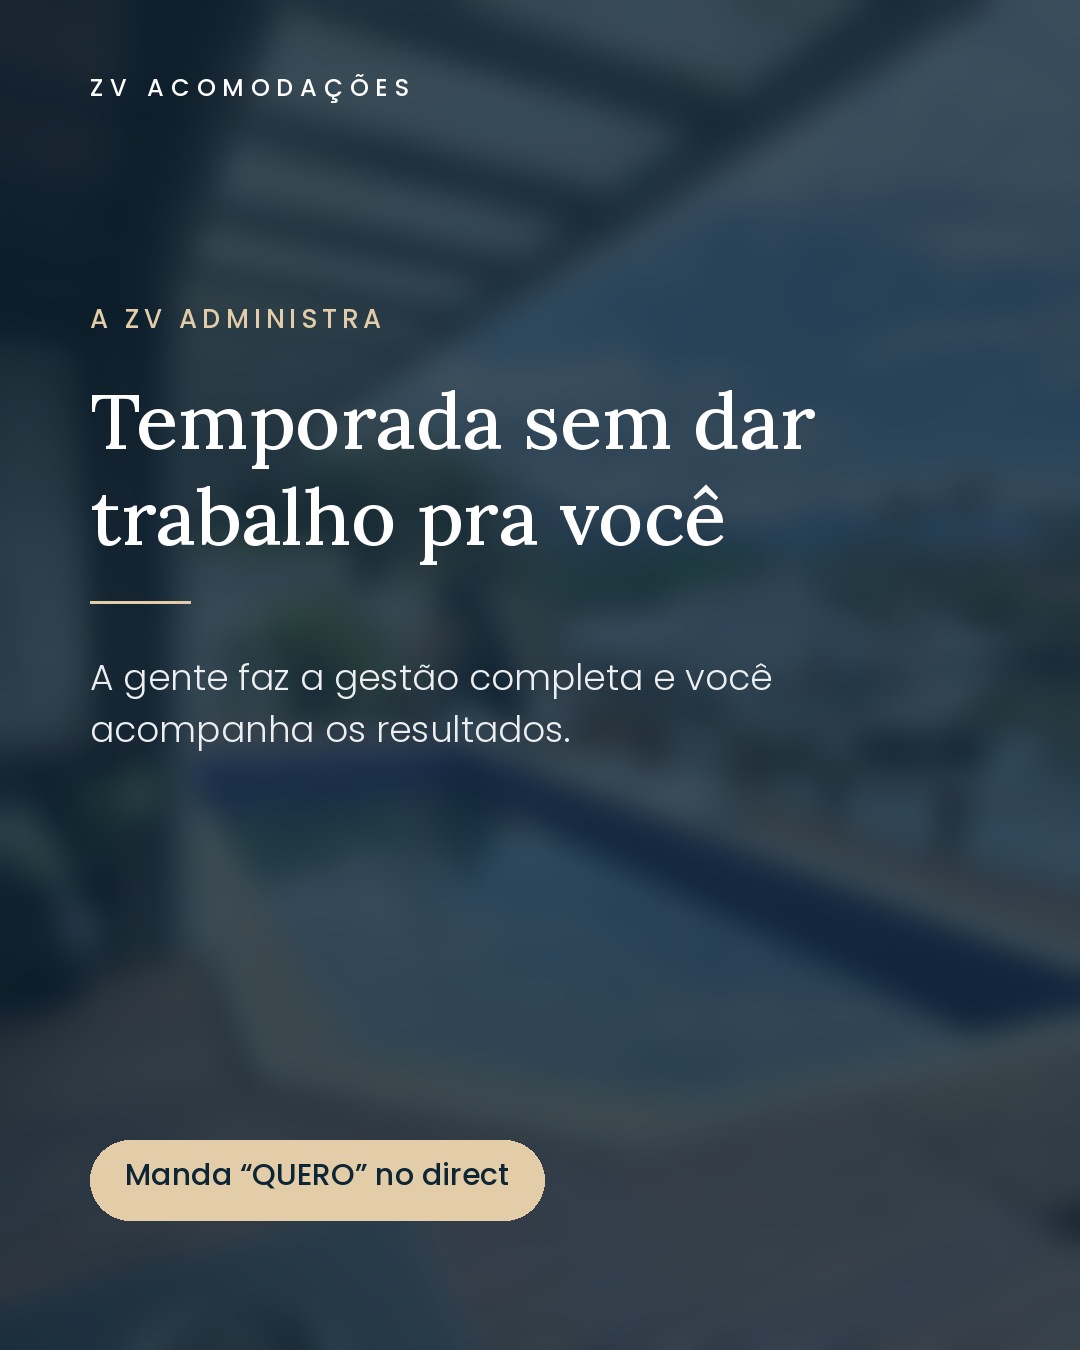 ZV ACOMODAÇÕES
A ZV ADMINISTRA
Temporada sem dar
trabalho pra você
A gente faz a gestão completa e você
acompanha os resultados.
Manda “QUERO” no direct